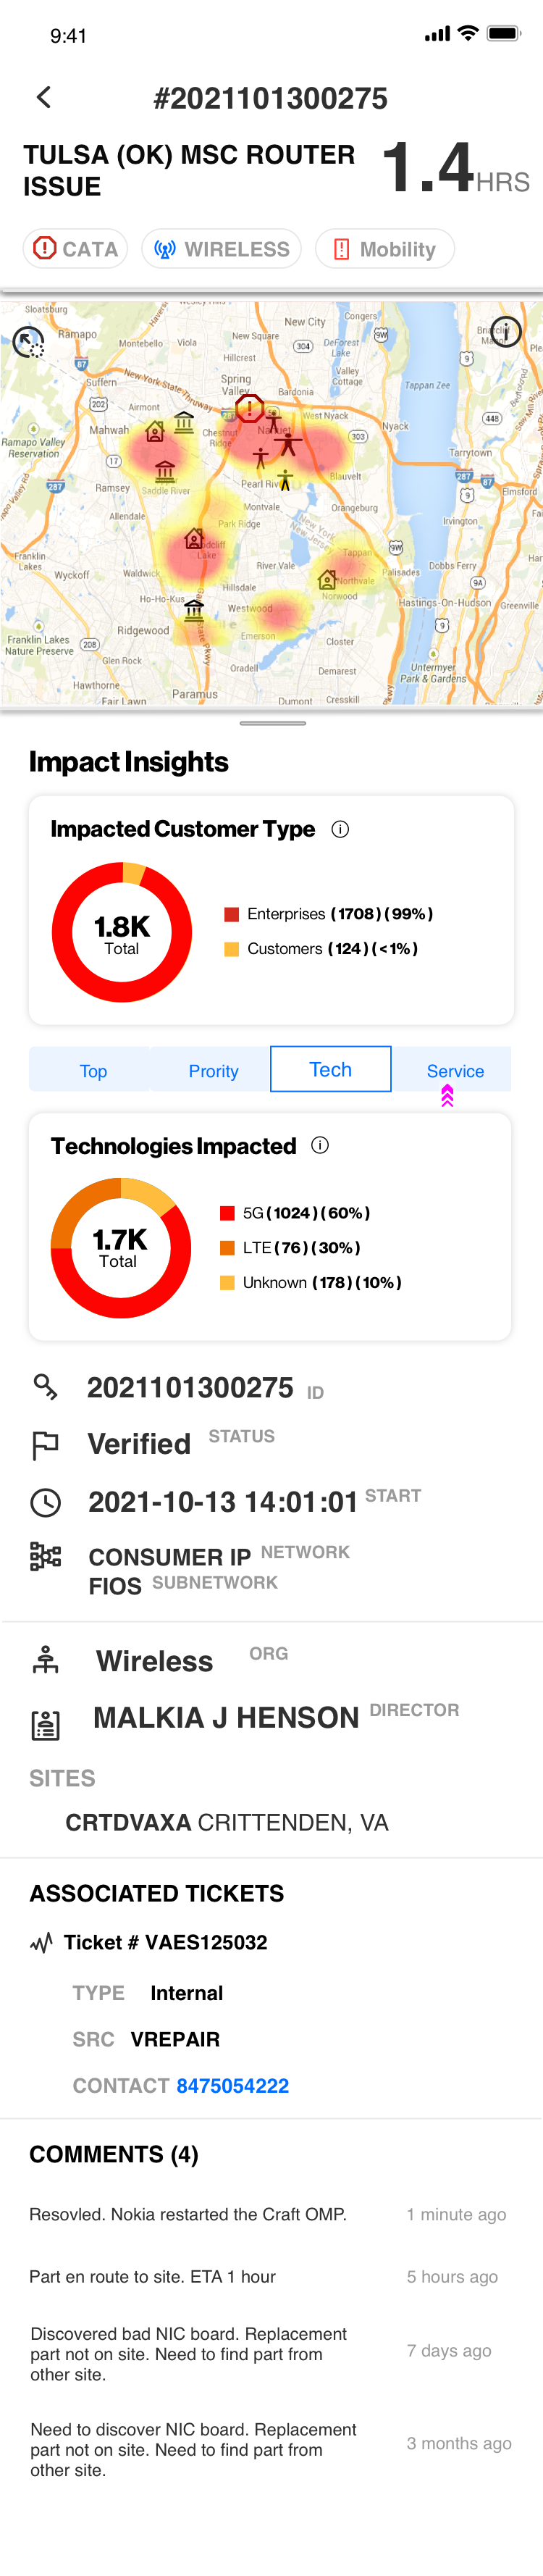 9:41
#2021101300275
TULSA (OK) MSC ROUTER
ISSUE
1.4HRS
CATA
WIRELESS
Mobility
Sloatsburg
Ramapo
Montebello
Viola
Hillcrest
New City
Congers
DeForest
Lake
Valley
Cottage
Tappan Zee
Tarrytown
New York State Thruway
Spring
Valley
Suffern
Airmont
Mahwah
Bardonia
Nyack
Ramapo Valley
Reservation
Ramsey
Saddle River
Pearl River
Blauvelt
Elmsford
Montvale
Orangeburg
Allendale
Park Ridge
Irvington
Franklin
Lakes
Wyckoff
Waldwick
Lake
River Vale
Tappan
Northvale
Palisades
Dobbs Ferry
Ho-Ho-Kus
Hillsdale
Westwood
Norwood
Hastings-On-Hudson
Greenville
Ridgewood
Emerson
Closter
Franklin Lakes
Nature Preserve
Glen Rock
Oradell
Demarest
Untermyer
Park & Gardens
Hawthorne
Paramus
Cresskill
Fair Lawn
Dumont
Impact Insights
Impacted Customer Type
1.8K
Total
Enterprises (1708) (99%)
Customers (124) (<1%)
Top
Prority
Tech
Service
Technologies Impacted
1.7K
Total
5G (1024) (60%)
LTE (76) (30%)
Unknown (178) (10%)
2021101300275 ID
Verified STATUS
2021-10-13 14:01:01 START
CONSUMER IP NETWORK
FIOS SUBNETWORK
Wireless ORG
MALKIA J HENSON DIRECTOR
SITES
CRTDVAXA CRITTENDEN, VA
ASSOCIATED TICKETS
Ticket # VAES125032
TYPE Internal
SRC VREPAIR
CONTACT 8475054222
COMMENTS (4)
Resovled. Nokia restarted the Craft OMP. 1 minute ago
Part en route to site. ETA 1 hour 5 hours ago
Discovered bad NIC board. Replacement
part not on site. Need to find part from
other site.
7 days ago
Need to discover NIC board. Replacement
part not on site. Need to find part from
other site.
3 months ago